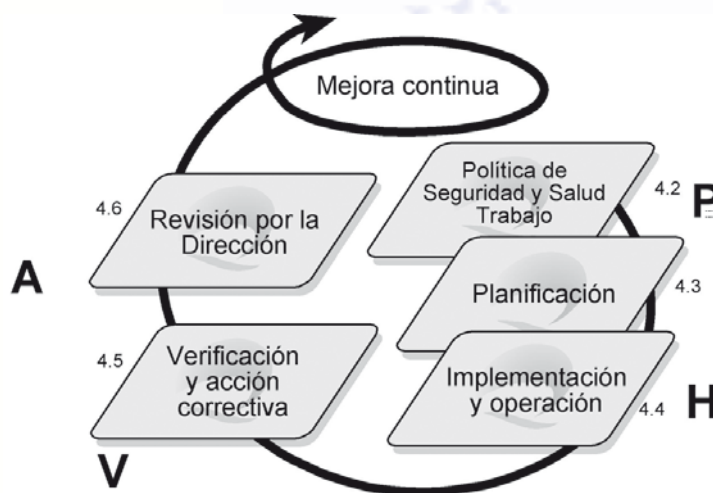 Mejora continua
Política de
Seguridad y Salud
Trabajo
4.2
P
4.6
Revisión por la
Dirección
A
Planificación
4.3
4.5
Verificación
y acción
correctiva
V
Implementación
y operación
4.4
H